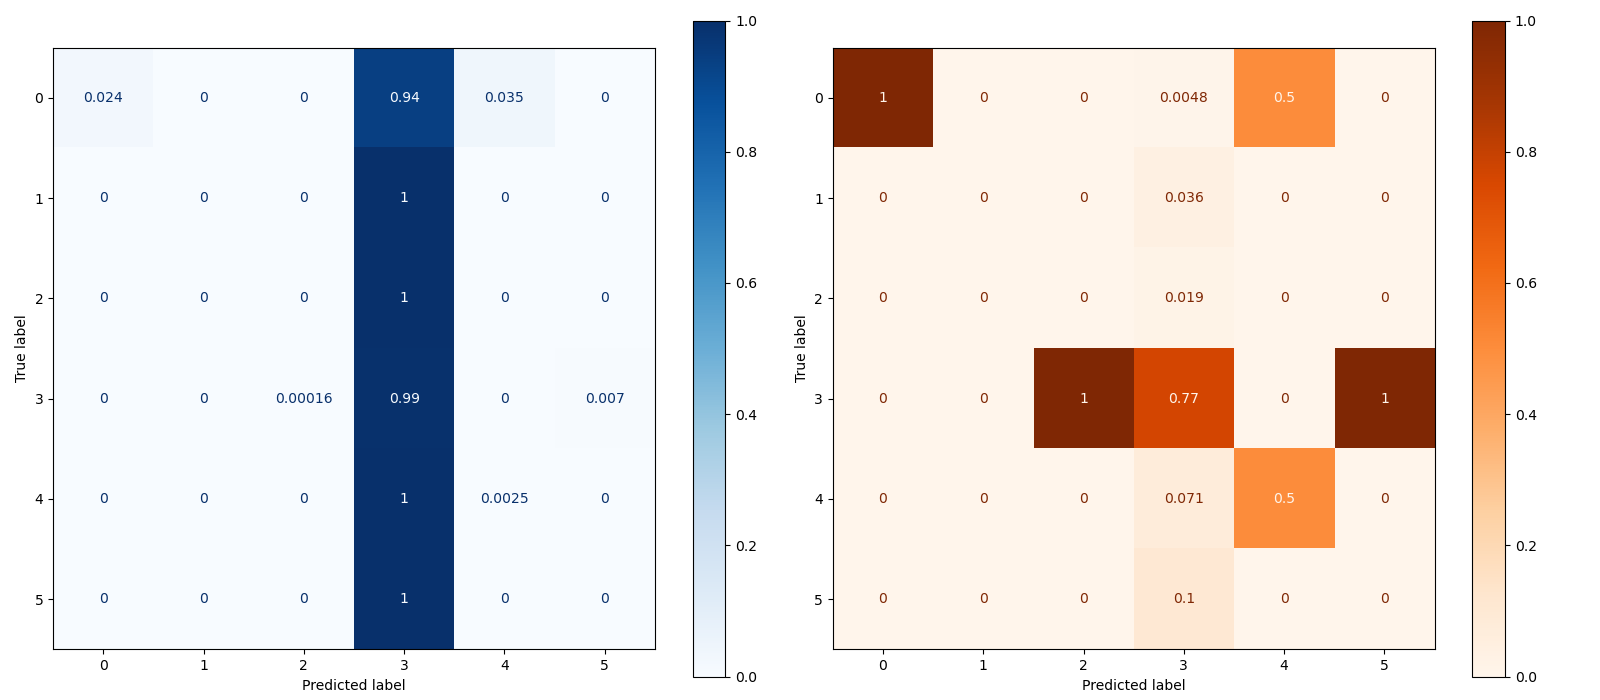 1.0
0 0.024 0 0 0.94 0.035 0
0.8
1 0 0 0 1 0 0
0.6
2 0 0 0 1 0 0
True label
3 0 0 0.00016 0.99 0 0.007
0.4
4 0 0 0 1 0.0025 0
0.2
5 0 0 0 1 0 0
0.0
0 1 2 3 4 5
Predicted label
1.0
0 1 0 0 0.0048 0.5 0
0.8
1 0 0 0 0.036 0 0
0.6
2 0 0 0 0.019 0 0
True label
3 0 0 1 0.77 0 1
0.4
4 0 0 0 0.071 0.5 0
0.2
5 0 0 0 0.1 0 0
0.0
0 1 2 3 4 5
Predicted label